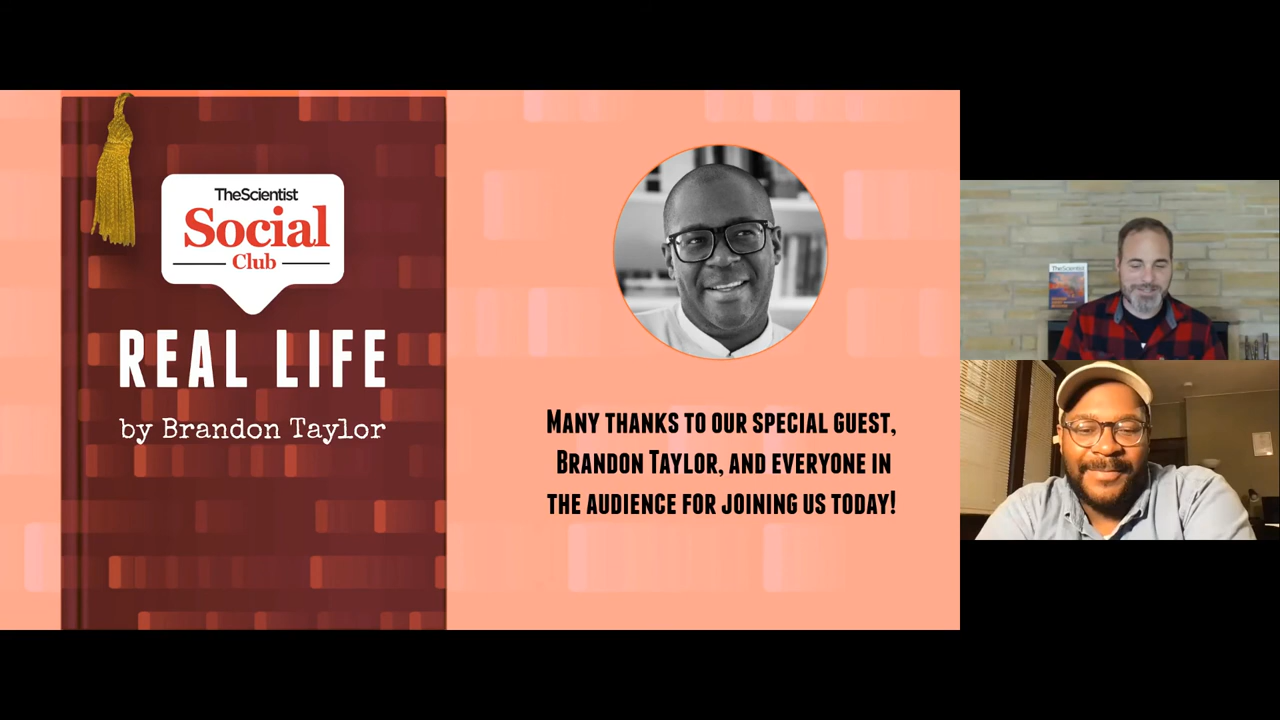 TheScientist
Social
Club
REAL LIFE
by Brandon Taylor
MANY THANKS TO OUR SPECIAL GUEST,
BRANDON TAYLOR, AND EVERYONE IN
THE AUDIENCE FOR JOINING US TODAY!
TheScientist